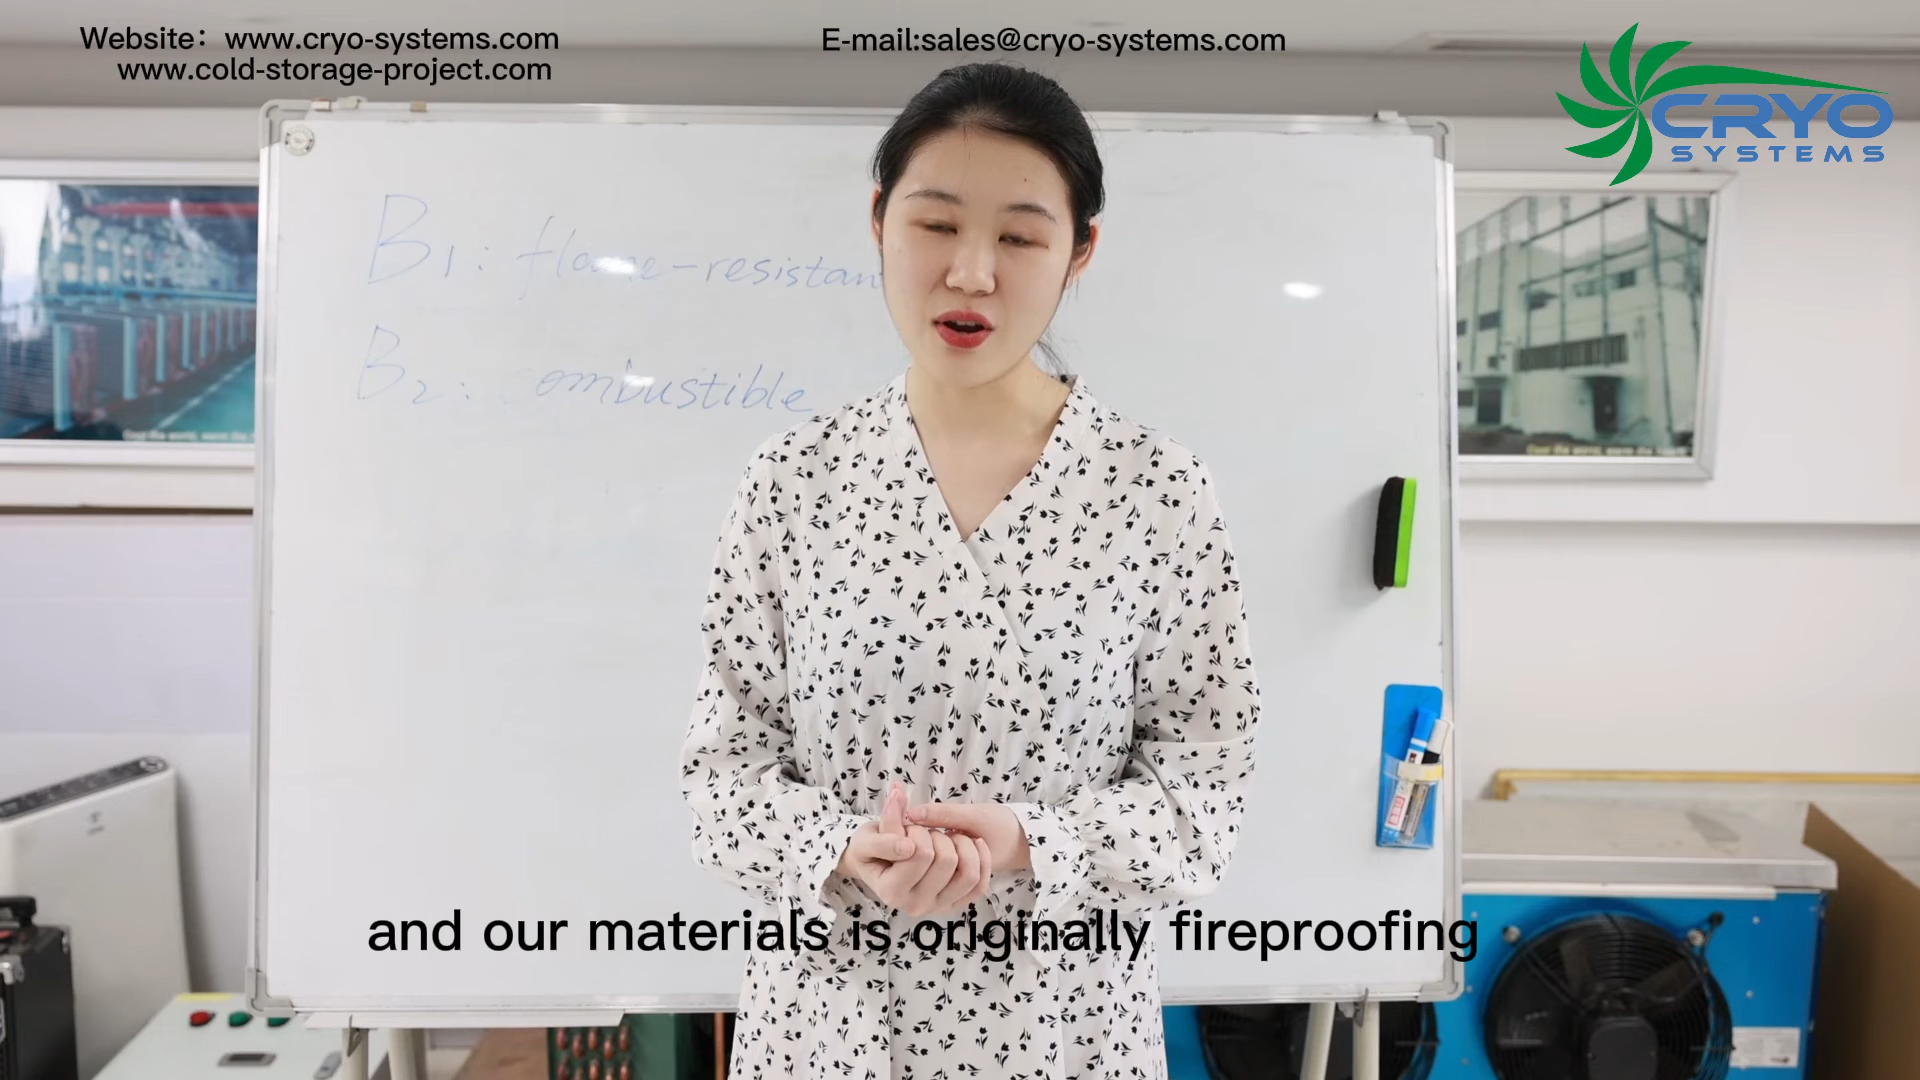 Website：www.cryo-systems.com
www.cold-storage-project.com
E-mail:sales@cryo-systems.com
CRYO
SYSTEMS
B1: flame-resistan
B2: combustible
and our materials is originally fireproofing